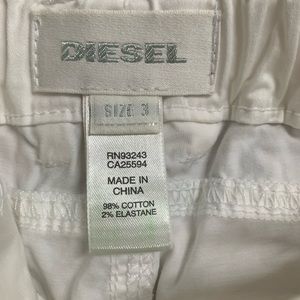 DIESEL
SIZE 3
RN93243
CA25594
MADE IN
CHINA
98% COTTON
2% ELASTANE